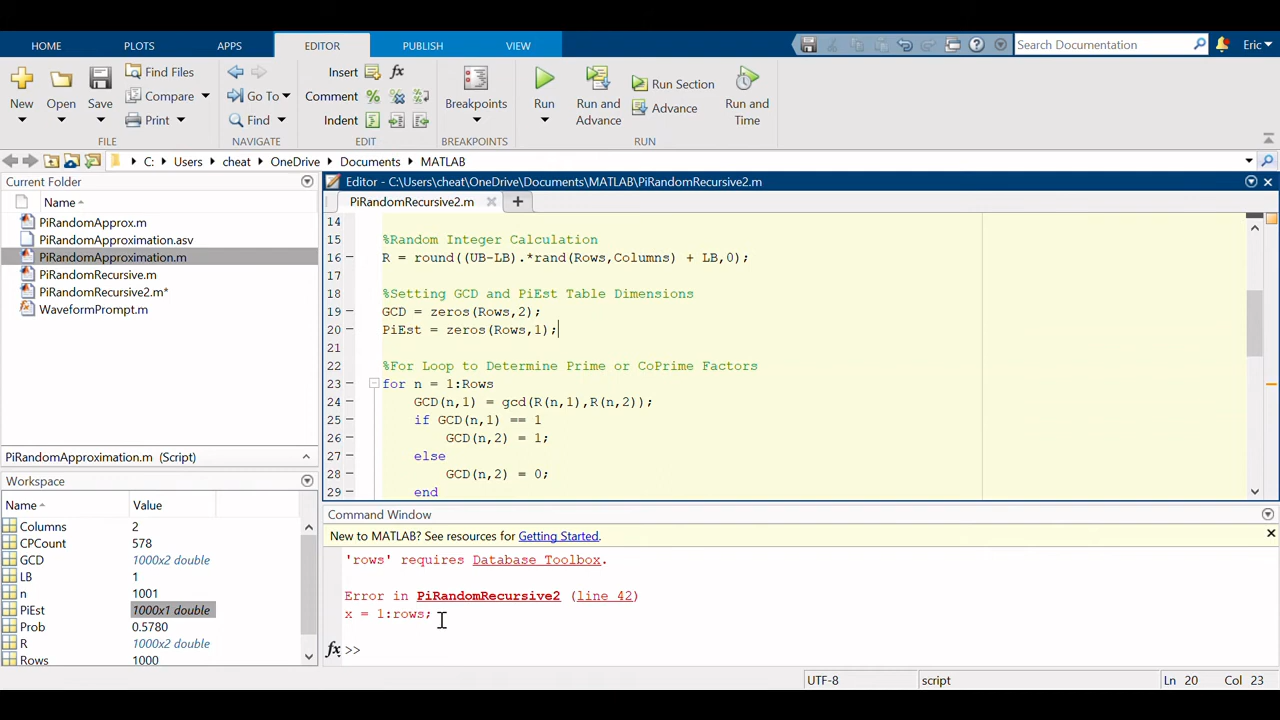 HOME PLOTS APPS EDITOR PUBLISH VIEW Search Documentation Eric
New Open Save Find Files Compare Print
Go To Find
Insert fx
Comment
Indent
Breakpoints Run Run and Advance Run Section Advance Run and Time
FILE NAVIGATE EDIT BREAKPOINTS RUN
C: Users cheat OneDrive Documents MATLAB
Current Folder
Name
PiRandomApprox.m
PiRandomApproximation.asv
PiRandomApproximation.m
PiRandomRecursive.m
PiRandomRecursive2.m*
WaveformPrompt.m
PiRandomApproximation.m (Script)
Workspace
Name Value
Columns 2
CPCount 578
GCD 1000x2 double
LB 1
n 1001
PiEst 1000x1 double
Prob 0.5780
R 1000x2 double
Rows 1000
Editor - C:\Users\cheat\OneDrive\Documents\MATLAB\PiRandomRecursive2.m
PiRandomRecursive2.m
14
15 %Random Integer Calculation
16 R = round((UB-LB).*rand(Rows,Columns) + LB,0);
17
18 %Setting GCD and PiEst Table Dimensions
19 GCD = zeros(Rows,2);
20 PiEst = zeros(Rows,1);
21
22 %For Loop to Determine Prime or CoPrime Factors
23 for n = 1:Rows
24 GCD(n,1) = gcd(R(n,1),R(n,2));
25 if GCD(n,1) == 1
26 GCD(n,2) = 1;
27 else
28 GCD(n,2) = 0;
29 end
Command Window
New to MATLAB? See resources for Getting Started.
'rows' requires Database Toolbox.
Error in PiRandomRecursive2 (line 42)
x = 1:rows;
fx >>
UTF-8 script Ln 20 Col 23